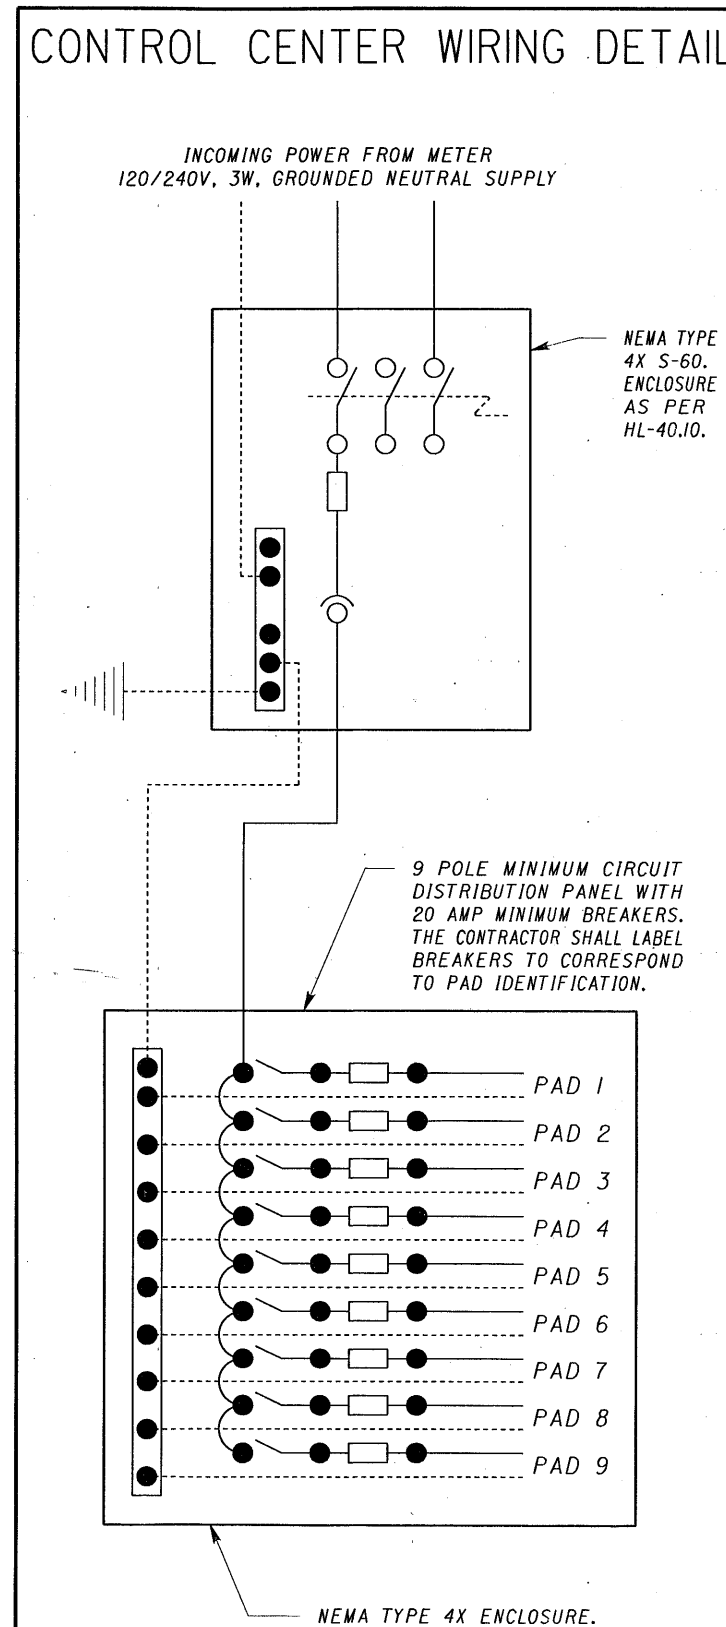 CONTROL CENTER WIRING DETAIL
INCOMING POWER FROM METER
120/240V, 3W, GROUNDED NEUTRAL SUPPLY
NEMA TYPE
4X S-60.
ENCLOSURE
AS PER
HL-40.10.
9 POLE MINIMUM CIRCUIT
DISTRIBUTION PANEL WITH
20 AMP MINIMUM BREAKERS.
THE CONTRACTOR SHALL LABEL
BREAKERS TO CORRESPOND
TO PAD IDENTIFICATION.
PAD 1
PAD 2
PAD 3
PAD 4
PAD 5
PAD 6
PAD 7
PAD 8
PAD 9
NEMA TYPE 4X ENCLOSURE.